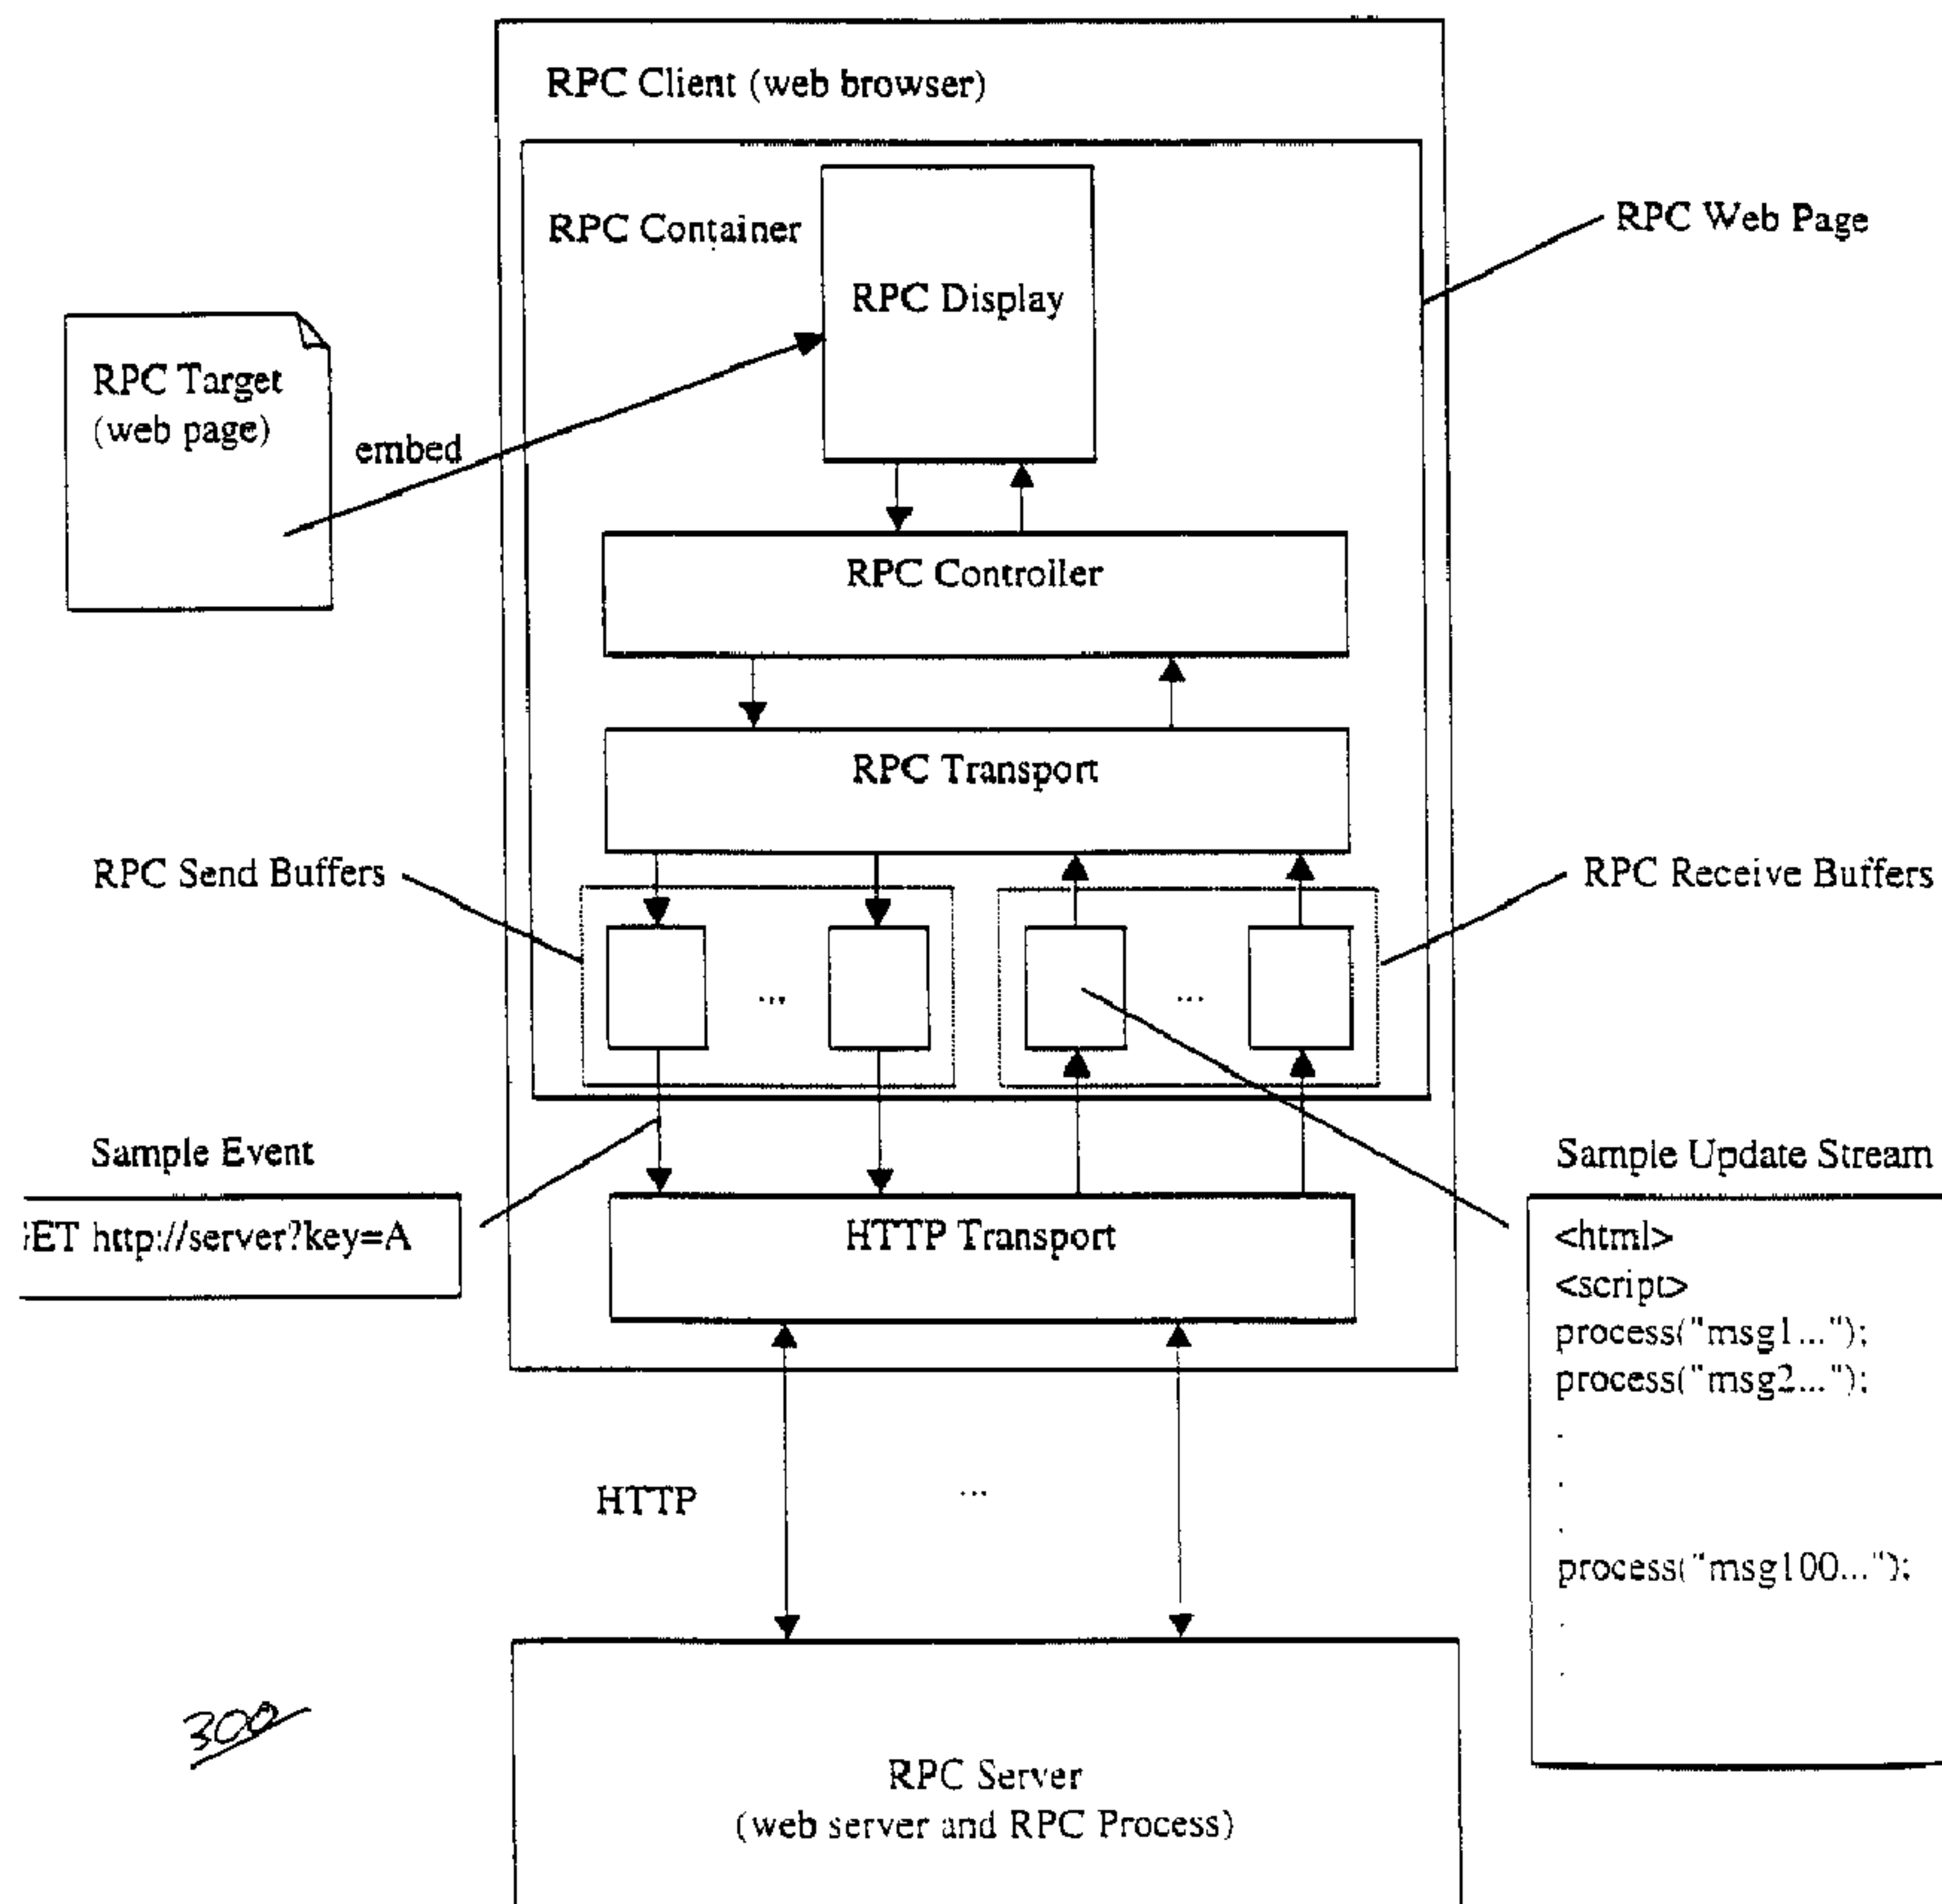 RPC Client (web browser)
RPC Container
RPC Display
RPC Web Page
RPC Target
(web page)
embed
RPC Controller
RPC Transport
RPC Send Buffers
RPC Receive Buffers
...
...
Sample Event
ET http://server?key=A
HTTP Transport
Sample Update Stream
<html>
<script>
process("msg1...");
process("msg2...");
.
.
.
process("msg100...");
.
.
HTTP
...
300
RPC Server
(web server and RPC Process)